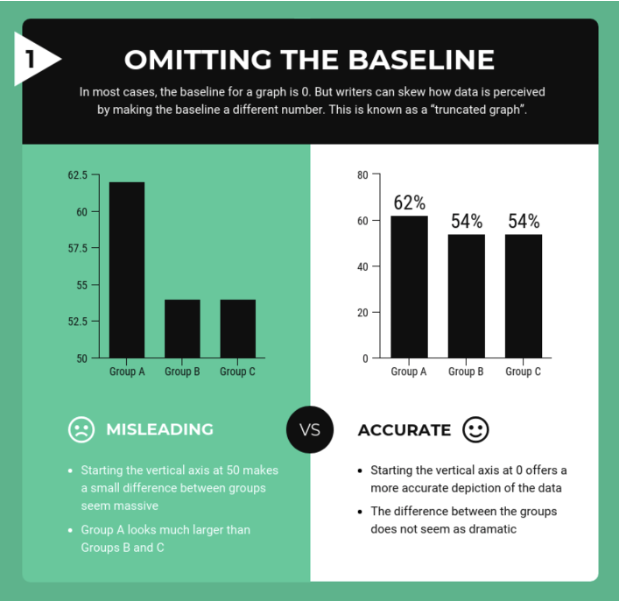 1
OMITTING THE BASELINE
In most cases, the baseline for a graph is 0. But writers can skew how data is perceived
by making the baseline a different number. This is known as a “truncated graph”.
62.5
60
57.5
55
52.5
50
Group A Group B Group C
80
60
40
20
0
62%
54%
54%
Group A Group B Group C
MISLEADING
VS
ACCURATE
Starting the vertical axis at 50 makes
a small difference between groups
seem massive
Group A looks much larger than
Groups B and C
Starting the vertical axis at 0 offers a
more accurate depiction of the data
The difference between the groups
does not seem as dramatic